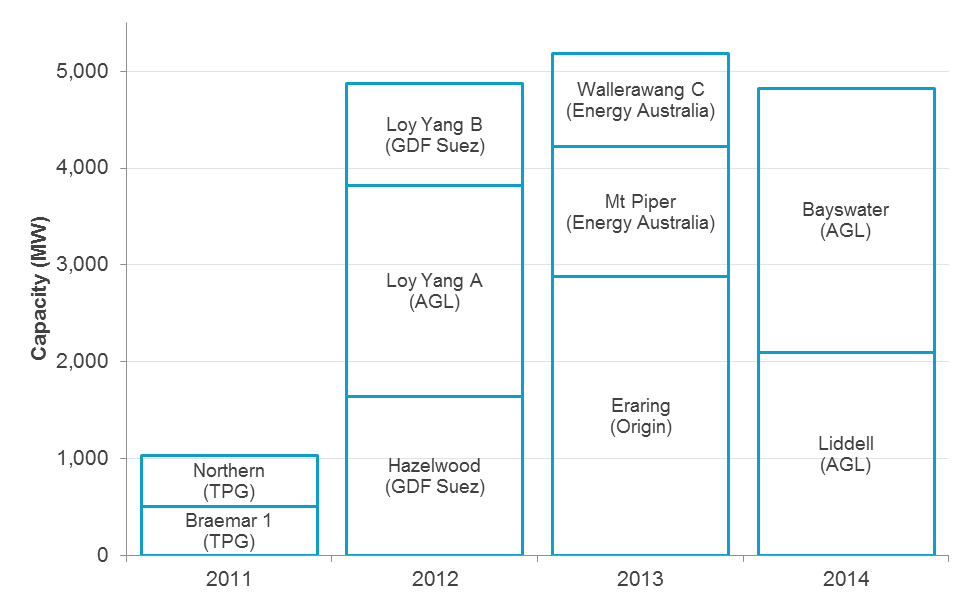 Capacity (MW)
5,000
4,000
3,000
2,000
1,000
0
Northern
(TPG)
Braemar 1
(TPG)
Loy Yang B
(GDF Suez)
Loy Yang A
(AGL)
Hazelwood
(GDF Suez)
Wallerawang C
(Energy Australia)
Mt Piper
(Energy Australia)
Eraring
(Origin)
Bayswater
(AGL)
Liddell
(AGL)
2011
2012
2013
2014